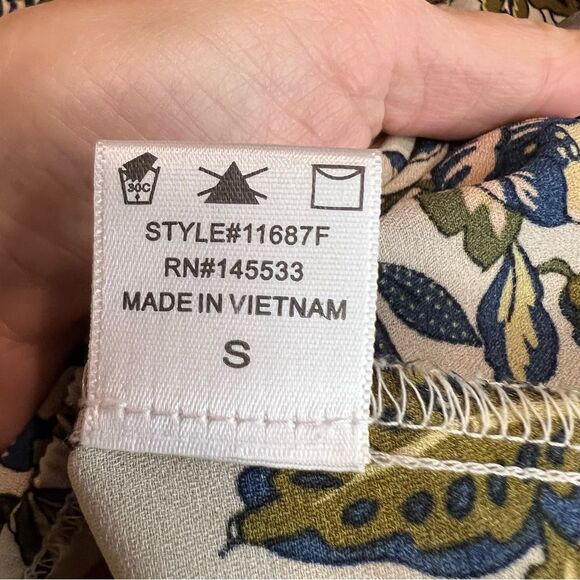 30C
STYLE#11687F
RN#145533
MADE IN VIETNAM
S